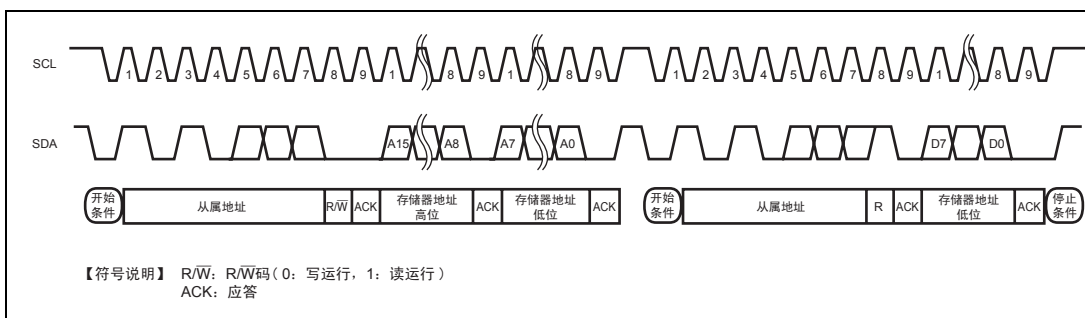 SCL 1 2 3 4 5 6 7 8 9 1 8 9 1 8 9 1 2 3 4 5 6 7 8 9 1 8 9
SDA A15 A8 A7 A0 D7 D0
开始条件 从属地址 R/W̅ ACK 存储器地址高位 ACK 存储器地址低位 ACK 开始条件 从属地址 R ACK 存储器地址低位 ACK 停止条件
【符号说明】 R/W̅：R/W̅码（0：写运行，1：读运行）
ACK：应答